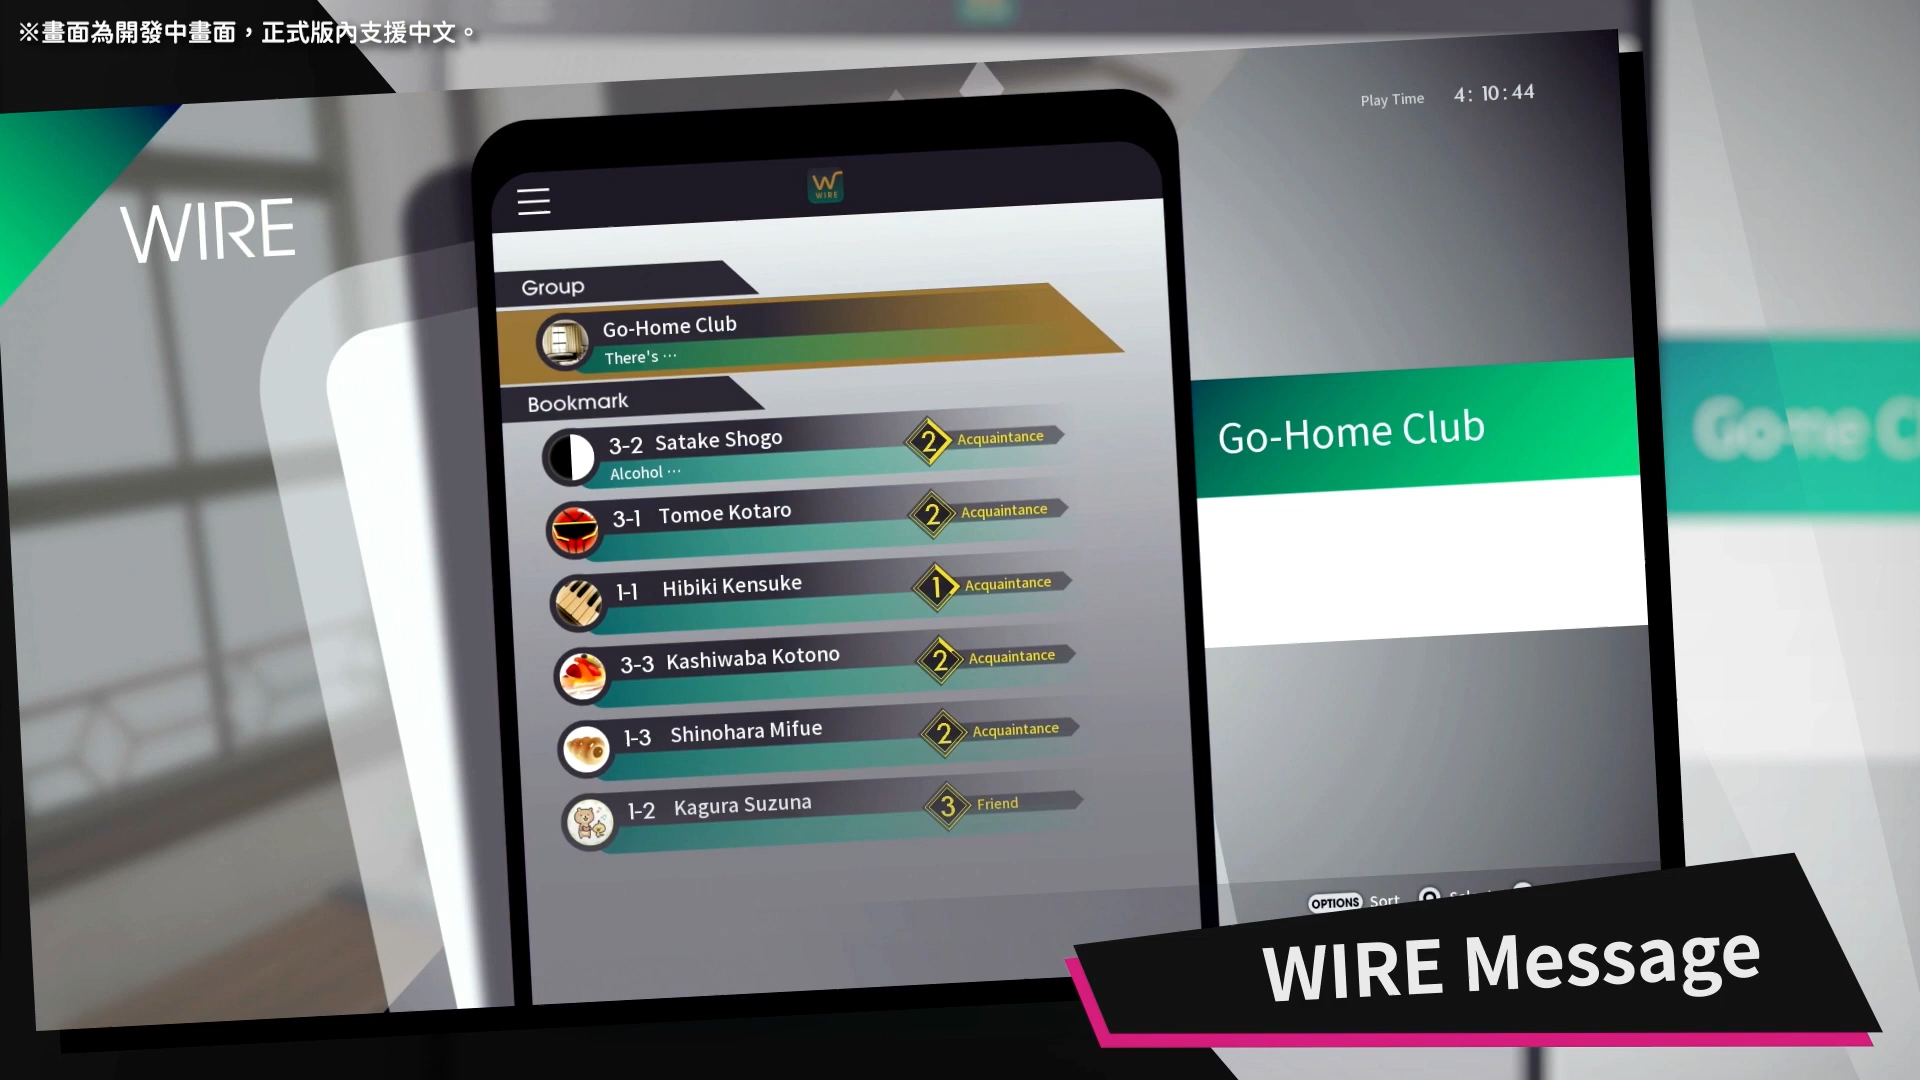 ※畫面為開發中畫面，正式版內支援中文。
Play Time 4: 10:44
WIRE
W
WIRE
Group
Go-Home Club
There's …
Bookmark
3-2 Satake Shogo 2 Acquaintance
Alcohol …
3-1 Tomoe Kotaro 2 Acquaintance
1-1 Hibiki Kensuke 1 Acquaintance
3-3 Kashiwaba Kotono 2 Acquaintance
1-3 Shinohara Mifue 2 Acquaintance
1-2 Kagura Suzuna 3 Friend
Go-Home Club
OPTIONS Sort
WIRE Message